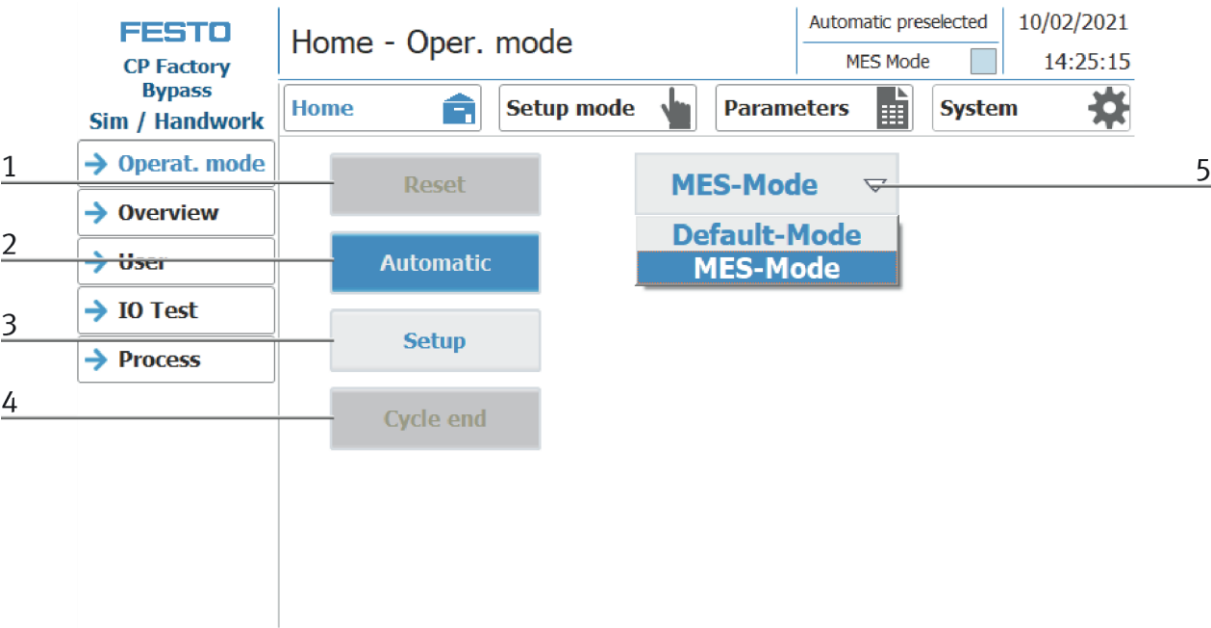 FESTO
CP Factory
Bypass
Sim / Handwork
Home - Oper. mode
Automatic preselected
MES Mode
10/02/2021
14:25:15
Home
Setup mode
Parameters
System
Operat. mode
Overview
User
IO Test
Process
1
2
3
4
5
Reset
Automatic
Setup
Cycle end
MES-Mode
Default-Mode
MES-Mode